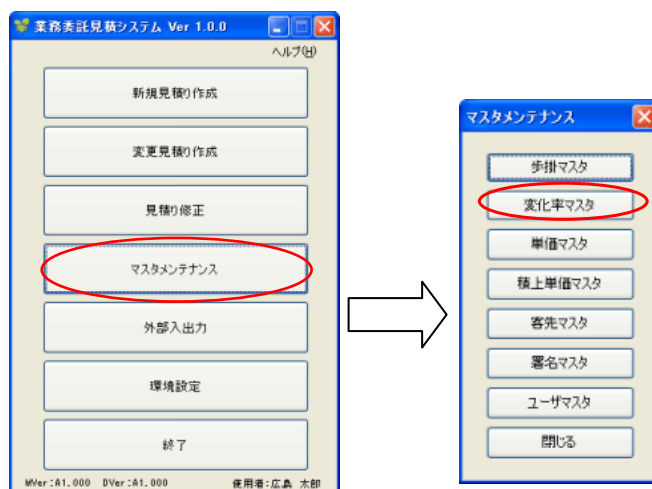 業務委託見積システム Ver 1.0.0
ヘルプ(H)
新規見積り作成
変更見積り作成
見積り修正
マスタメンテナンス
外部入出力
環境設定
終了
MVer:A1.000 DVer:A1.000 使用者:広島 太郎
マスタメンテナンス
歩掛マスタ
変化率マスタ
単価マスタ
積上単価マスタ
客先マスタ
署名マスタ
ユーザマスタ
閉じる